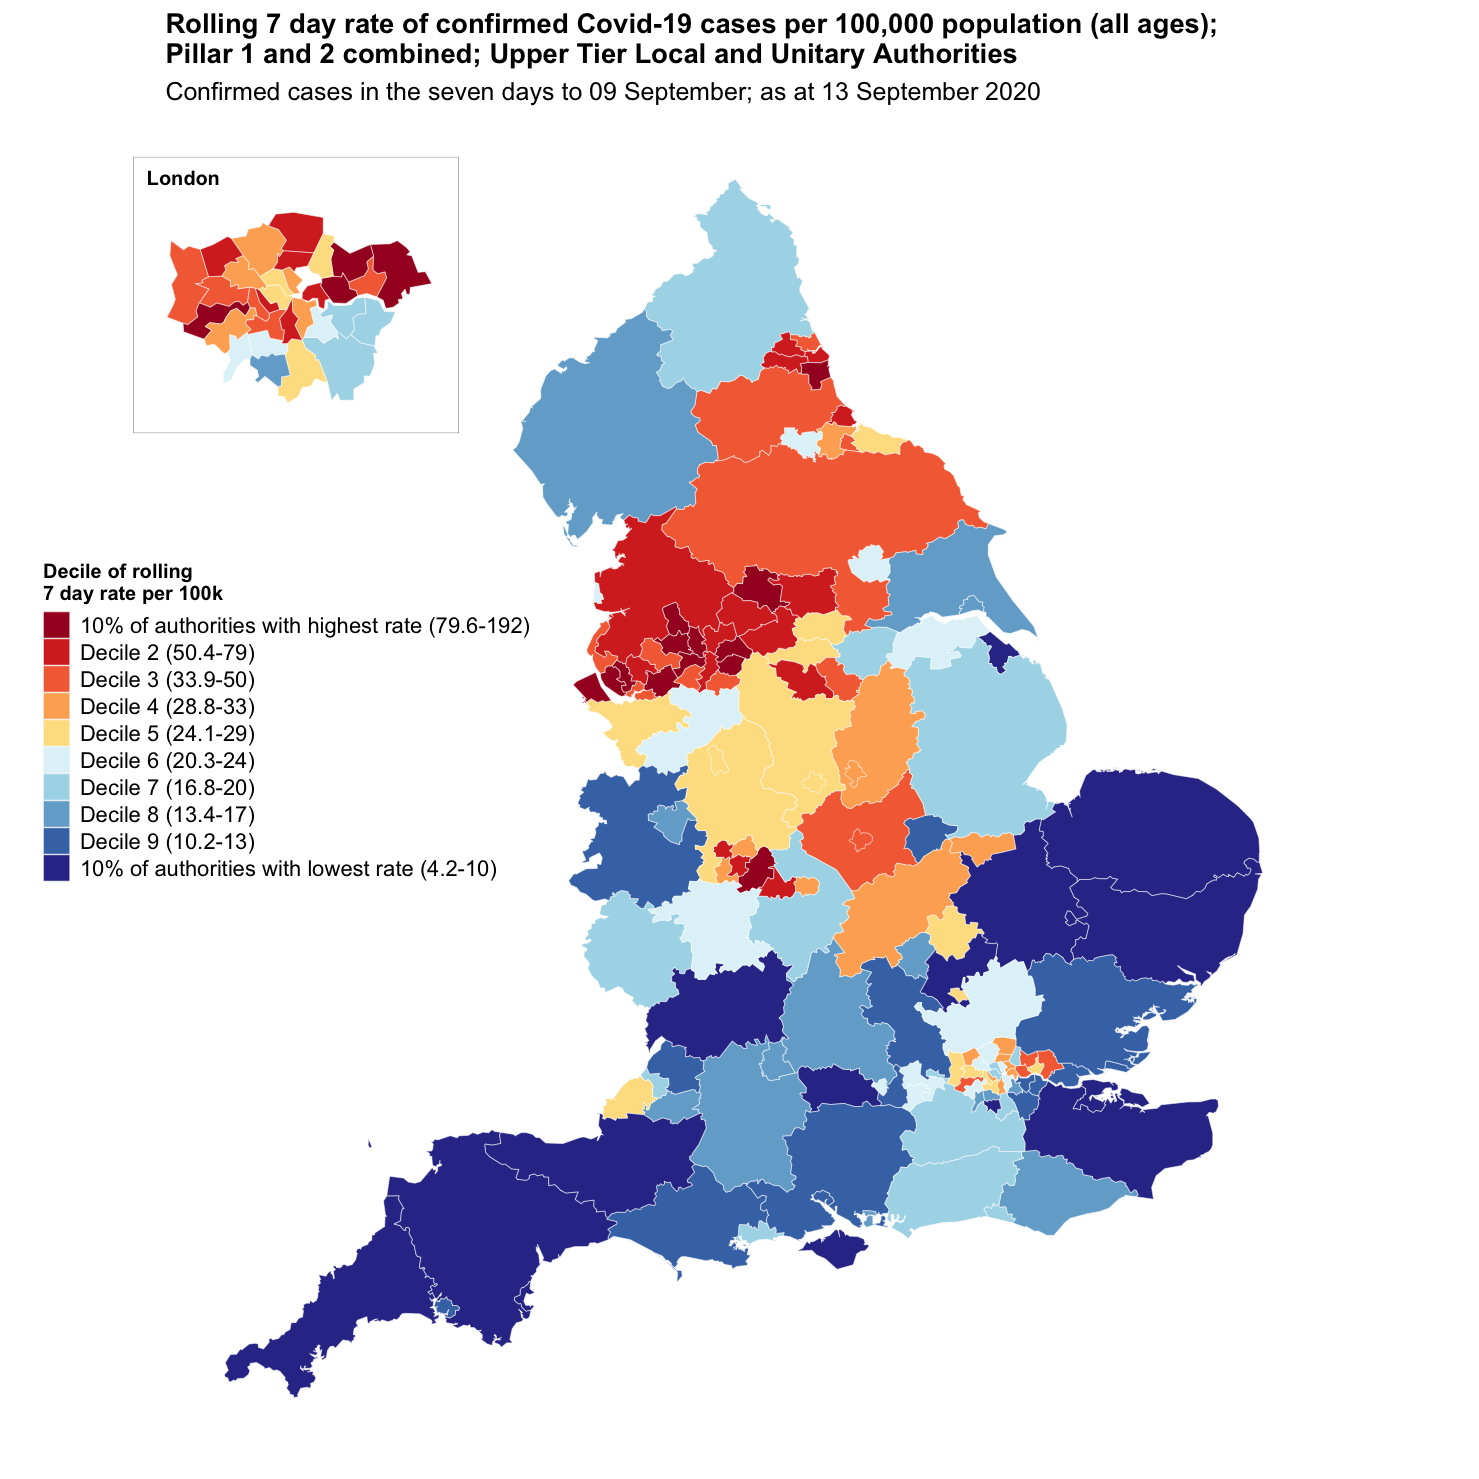 Rolling 7 day rate of confirmed Covid-19 cases per 100,000 population (all ages);
Pillar 1 and 2 combined; Upper Tier Local and Unitary Authorities
Confirmed cases in the seven days to 09 September; as at 13 September 2020
London
Decile of rolling
7 day rate per 100k
10% of authorities with highest rate (79.6-192)
Decile 2 (50.4-79)
Decile 3 (33.9-50)
Decile 4 (28.8-33)
Decile 5 (24.1-29)
Decile 6 (20.3-24)
Decile 7 (16.8-20)
Decile 8 (13.4-17)
Decile 9 (10.2-13)
10% of authorities with lowest rate (4.2-10)